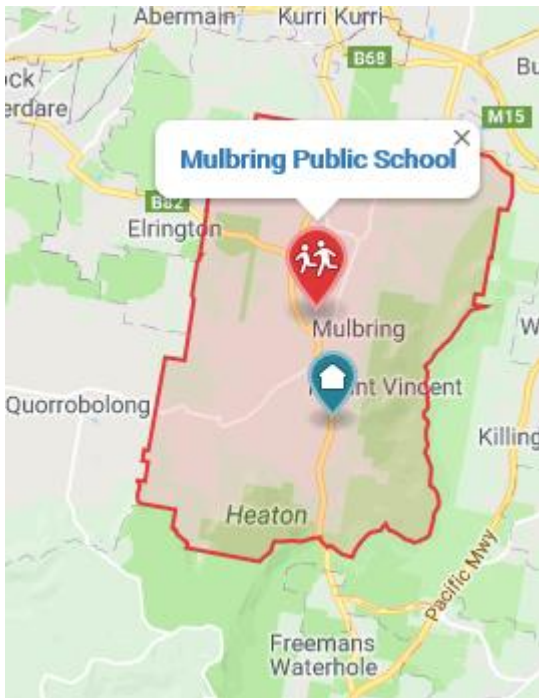 Abermain
Kurri Kurri
B68
Bu
ock
erdare
M15
×
Mulbring Public School
B82
Elrington
Mulbring
W
nt Vincent
Quorrobolong
Killing
Heaton
Pacific Mwy
Freemans
Waterhole